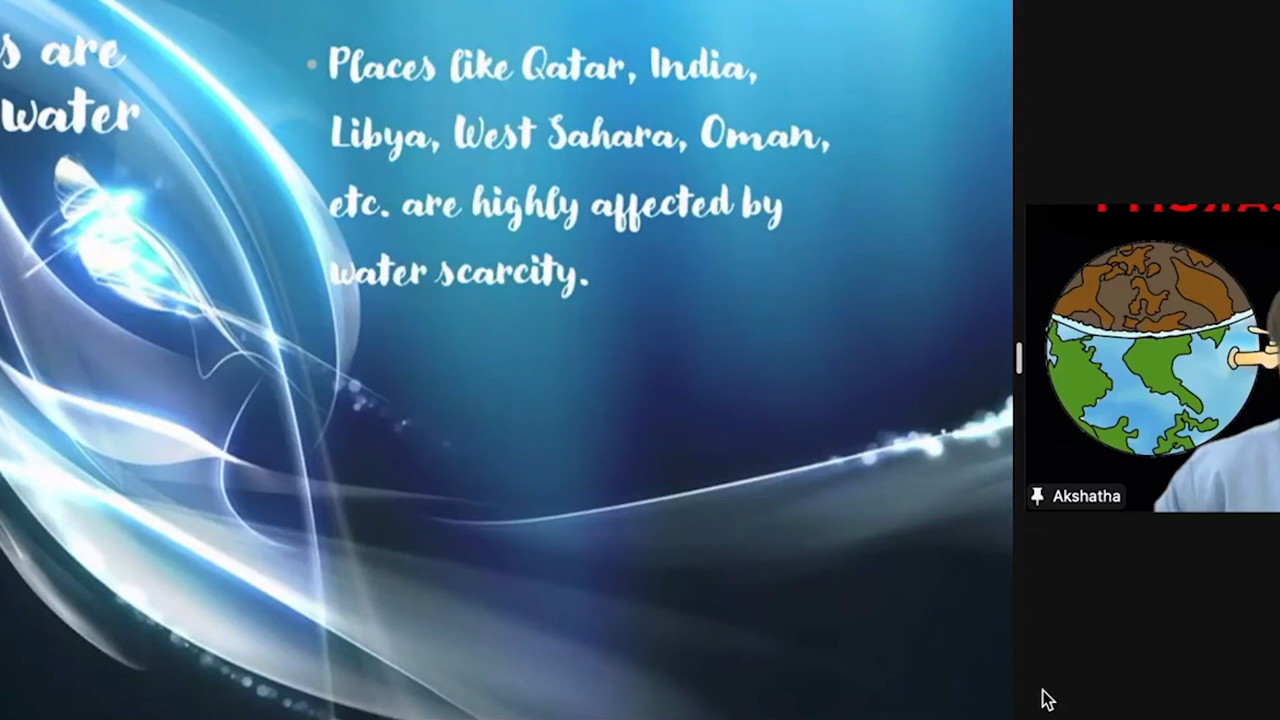 s are
water
• Places like Qatar, India,
Libya, West Sahara, Oman,
etc. are highly affected by
water scarcity.
Akshatha